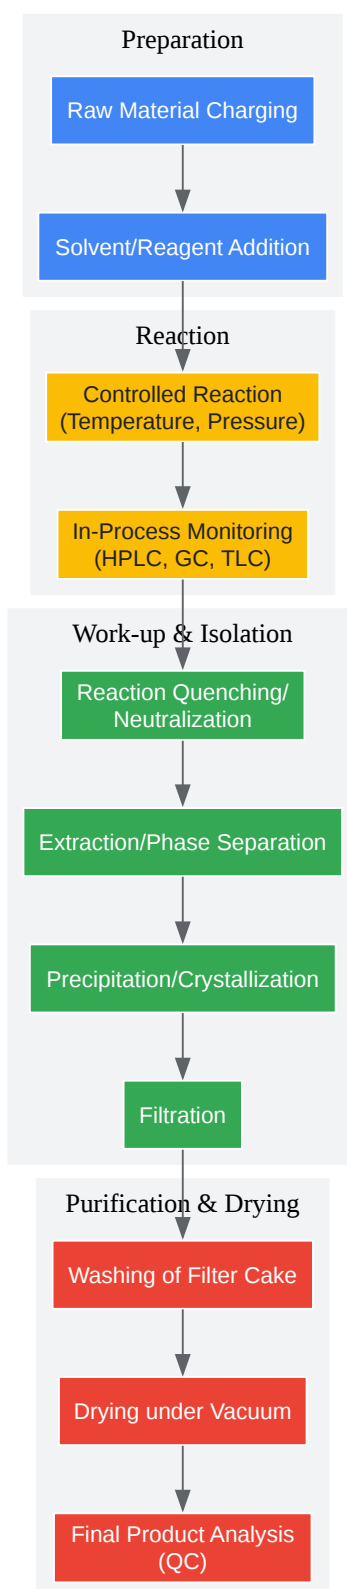 Preparation
Raw Material Charging
Solvent/Reagent Addition
Reaction
Controlled Reaction
(Temperature, Pressure)
In-Process Monitoring
(HPLC, GC, TLC)
Work-up & Isolation
Reaction Quenching/
Neutralization
Extraction/Phase Separation
Precipitation/Crystallization
Filtration
Purification & Drying
Washing of Filter Cake
Drying under Vacuum
Final Product Analysis
(QC)